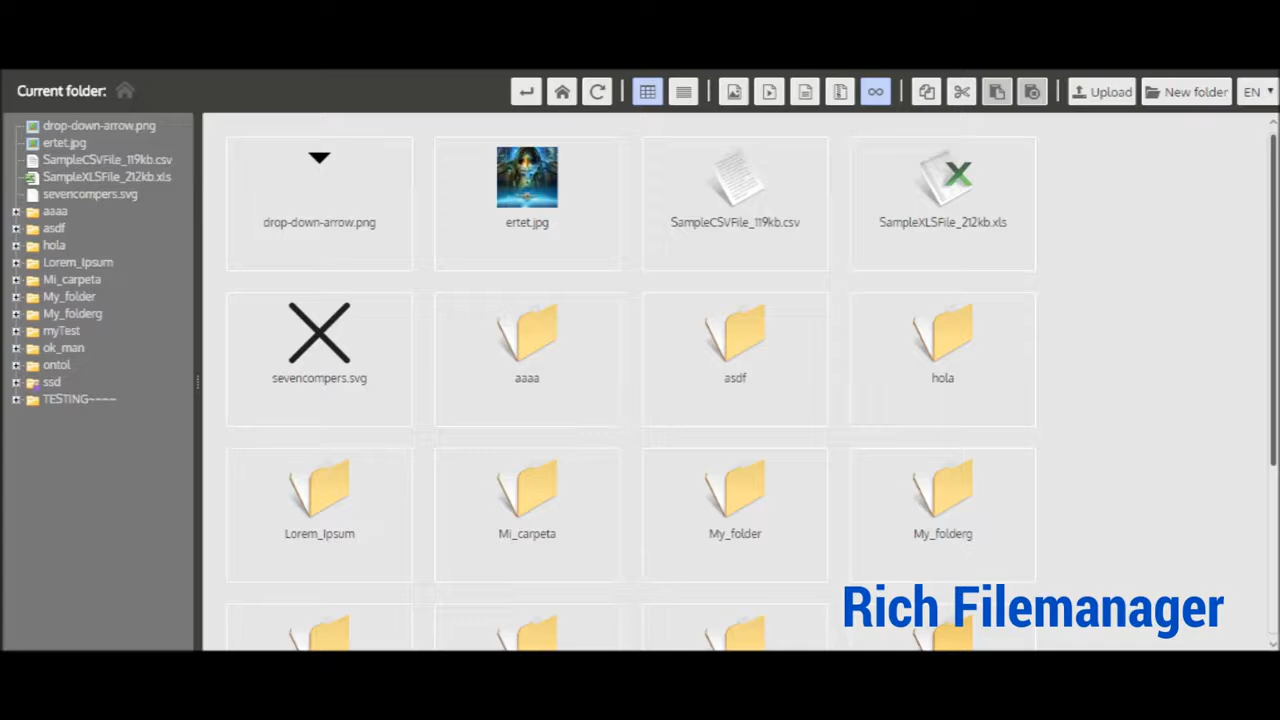 Current folder:
Upload
New folder
EN
drop-down-arrow.png
ertet.jpg
SampleCSVFile_119kb.csv
SampleXLSFile_212kb.xls
sevencompers.svg
aaaa
asdf
hola
Lorem_Ipsum
Mi_carpeta
My_folder
My_folderg
myTest
ok_man
ontol
ssd
TESTING~~~~
drop-down-arrow.png
ertet.jpg
SampleCSVFile_119kb.csv
SampleXLSFile_212kb.xls
sevencompers.svg
aaaa
asdf
hola
Lorem_Ipsum
Mi_carpeta
My_folder
My_folderg
Rich Filemanager